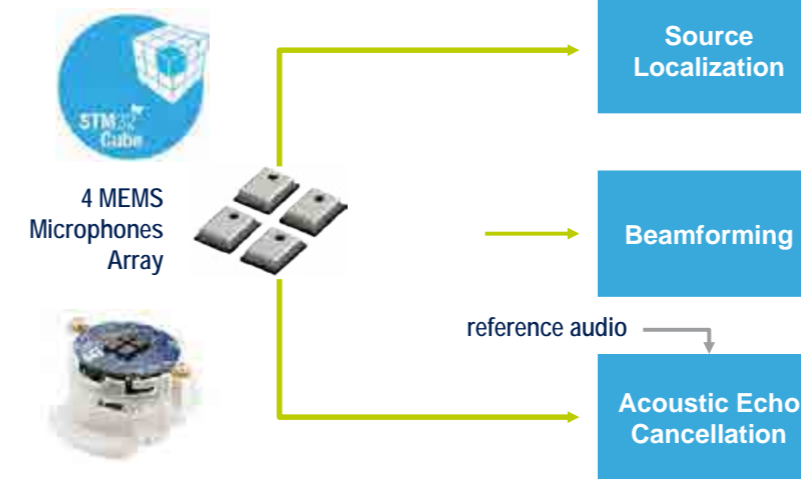 STM32
Cube
4 MEMS
Microphones
Array
Source
Localization
Beamforming
reference audio
Acoustic Echo
Cancellation